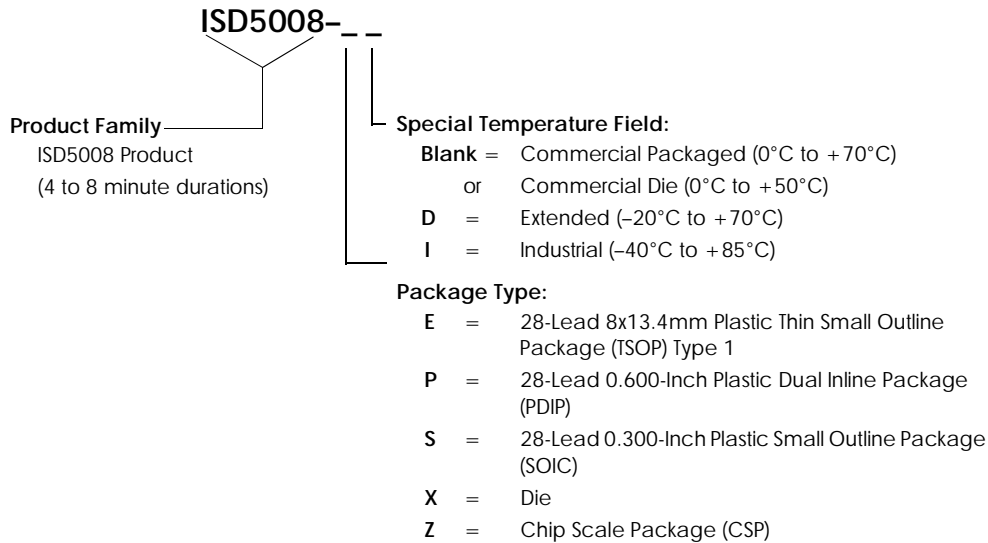 ISD5008–_ _
Product Family
ISD5008 Product
(4 to 8 minute durations)
Special Temperature Field:
Blank = Commercial Packaged (0°C to +70°C)
or Commercial Die (0°C to +50°C)
D = Extended (–20°C to +70°C)
I = Industrial (–40°C to +85°C)
Package Type:
E = 28-Lead 8x13.4mm Plastic Thin Small Outline
Package (TSOP) Type 1
P = 28-Lead 0.600-Inch Plastic Dual Inline Package
(PDIP)
S = 28-Lead 0.300-Inch Plastic Small Outline Package
(SOIC)
X = Die
Z = Chip Scale Package (CSP)